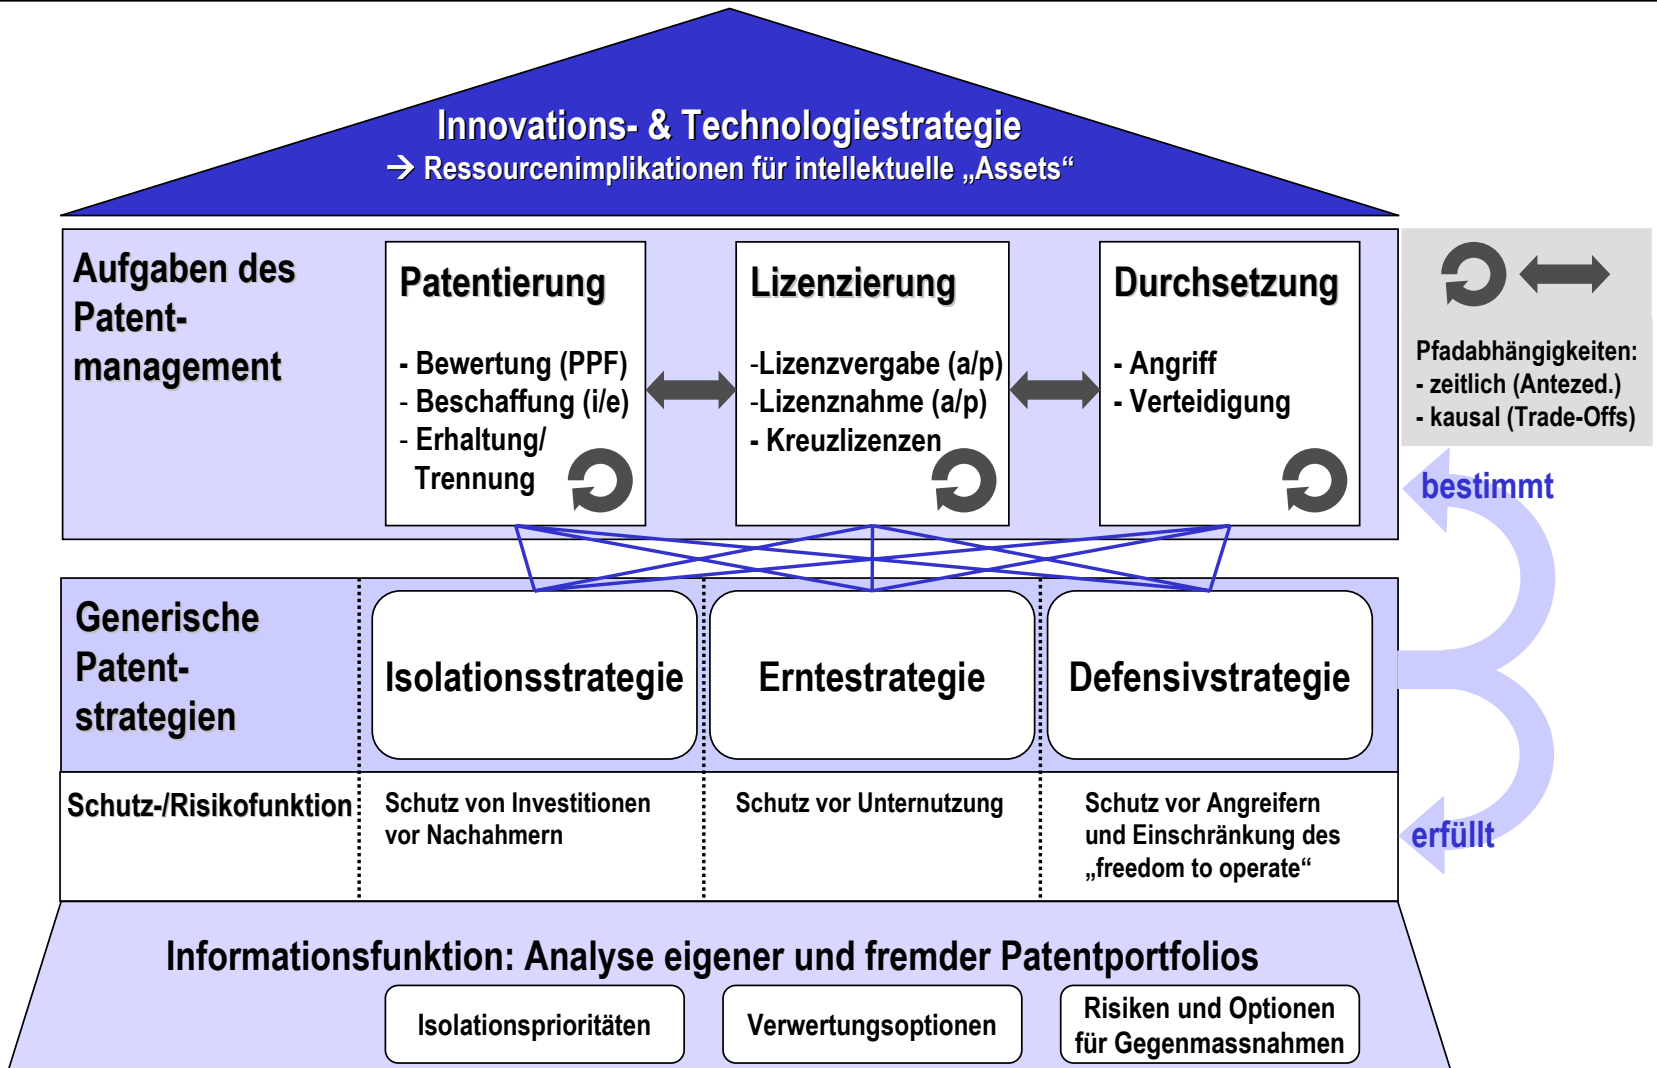 Innovations- & Technologiestrategie
→ Ressourcenimplikationen für intellektuelle „Assets“
Aufgaben des
Patent-
management
Patentierung
- Bewertung (PPF)
- Beschaffung (i/e)
- Erhaltung/
Trennung
Lizenzierung
-Lizenzvergabe (a/p)
-Lizenznahme (a/p)
- Kreuzlizenzen
Durchsetzung
- Angriff
- Verteidigung
Pfadabhängigkeiten:
- zeitlich (Antezed.)
- kausal (Trade-Offs)
bestimmt
Generische
Patent-
strategien
Isolationsstrategie
Erntestrategie
Defensivstrategie
Schutz-/Risikofunktion
Schutz von Investitionen
vor Nachahmern
Schutz vor Unternutzung
Schutz vor Angreifern
und Einschränkung des
„freedom to operate“
erfüllt
Informationsfunktion: Analyse eigener und fremder Patentportfolios
Isolationsprioritäten
Verwertungsoptionen
Risiken und Optionen
für Gegenmassnahmen